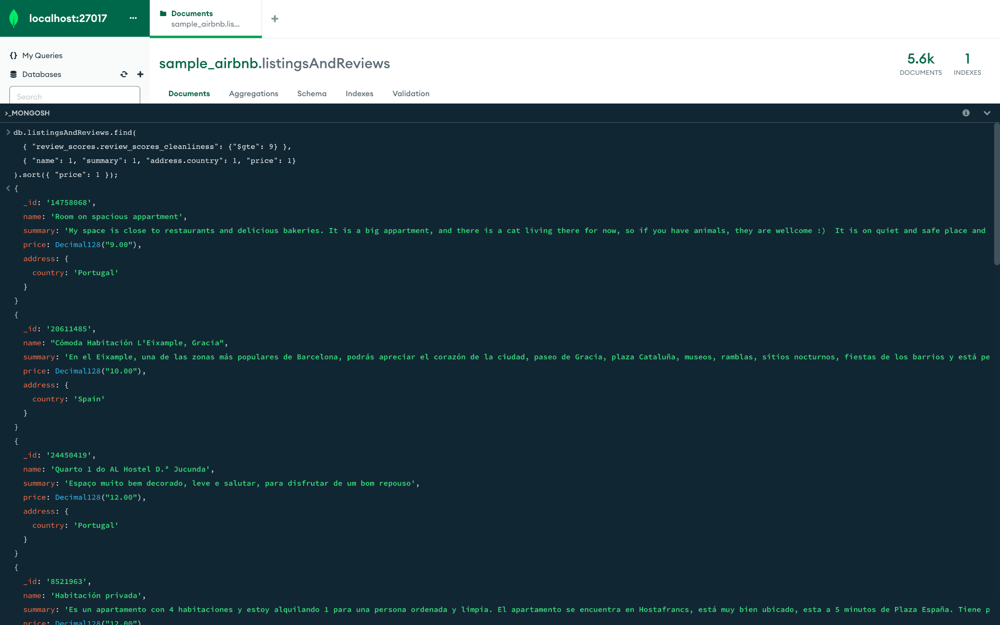 localhost:27017
Documents
sample_airbnb.lis...
My Queries
Databases
Search
sample_airbnb.listingsAndReviews
5.6k
DOCUMENTS
1
INDEXES
Documents Aggregations Schema Indexes Validation
>_MONGOSH
db.listingsAndReviews.find(
{ "review_scores.review_scores_cleanliness": {"$gte": 9} },
{ "name": 1, "summary": 1, "address.country": 1, "price": 1}
).sort({ "price": 1 });
{
_id: '14758068',
name: 'Room on spacious appartment',
summary: 'My space is close to restaurants and delicious bakeries. It is a big appartment, and there is a cat living there for now, so if you have animals, they are wellcome :)  It is on quiet and safe place and
price: Decimal128("9.00"),
address: {
country: 'Portugal'
}
}
{
_id: '20611485',
name: "Cómoda Habitación L'Eixample, Gracia",
summary: 'En el Eixample, una de las zonas más populares de Barcelona, podrás apreciar el corazón de la ciudad, paseo de Gracia, plaza Cataluña, museos, ramblas, sitios nocturnos, fiestas de los barrios y está pe
price: Decimal128("10.00"),
address: {
country: 'Spain'
}
}
{
_id: '24450419',
name: 'Quarto 1 do AL Hostel D.ª Jucunda',
summary: 'Espaço muito bem decorado, leve e salutar, para disfrutar de um bom repouso',
price: Decimal128("12.00"),
address: {
country: 'Portugal'
}
}
{
_id: '8521963',
name: 'Habitación privada',
summary: 'Es un apartamento con 4 habitaciones y estoy alquilando 1 para una persona ordenada y limpia. El apartamento se encuentra en Hostafrancs, está muy bien ubicado, esta a 5 minutos de Plaza España. Tiene p
price: Decimal128("12.00"),